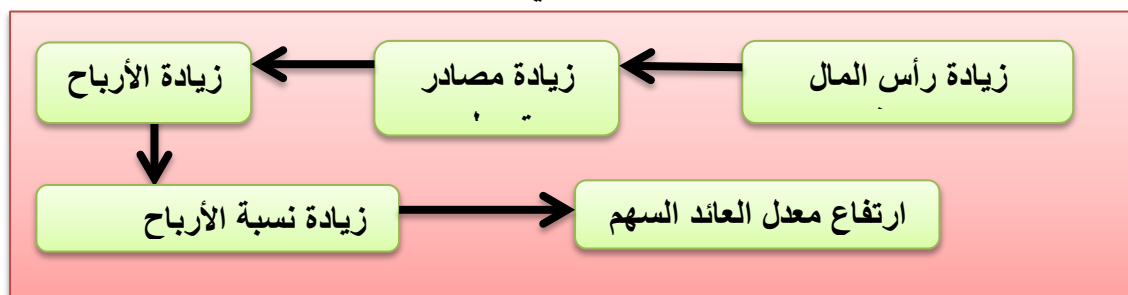 زيادة رأس المال
زيادة مصادر
زيادة الأرباح
زيادة نسبة الأرباح
ارتفاع معدل العائد السهم